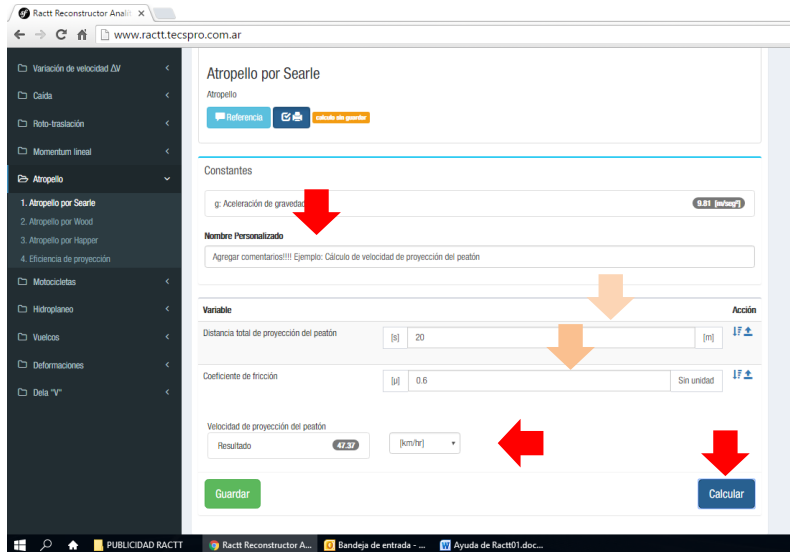 Ractt Reconstructor Anali
www.ractt.tecspro.com.ar
Variación de velocidad ΔV
Caída
Roto-traslación
Momentum lineal
Atropello
1. Atropello por Searle
2. Atropello por Wood
3. Atropello por Happer
4. Eficiencia de proyección
Motocicletas
Hidroplaneo
Vuelcos
Deformaciones
Dela "V"
Atropello por Searle
Atropello
Referencia
calculo sin guardar
Constantes
g: Aceleración de gravedad
9.81 [m/seg²]
Nombre Personalizado
Agregar comentarios!!!! Ejemplo: Cálculo de velocidad de proyección del peatón
Variable Acción
Distancia total de proyección del peatón [s] 20 [m]
Coeficiente de fricción [μ] 0.6 Sin unidad
Velocidad de proyección del peatón
Resultado 47.37 [km/hr]
Guardar Calcular
PUBLICIDAD RACTT Ractt Reconstructor A... Bandeja de entrada - ... Ayuda de Ractt01.doc...